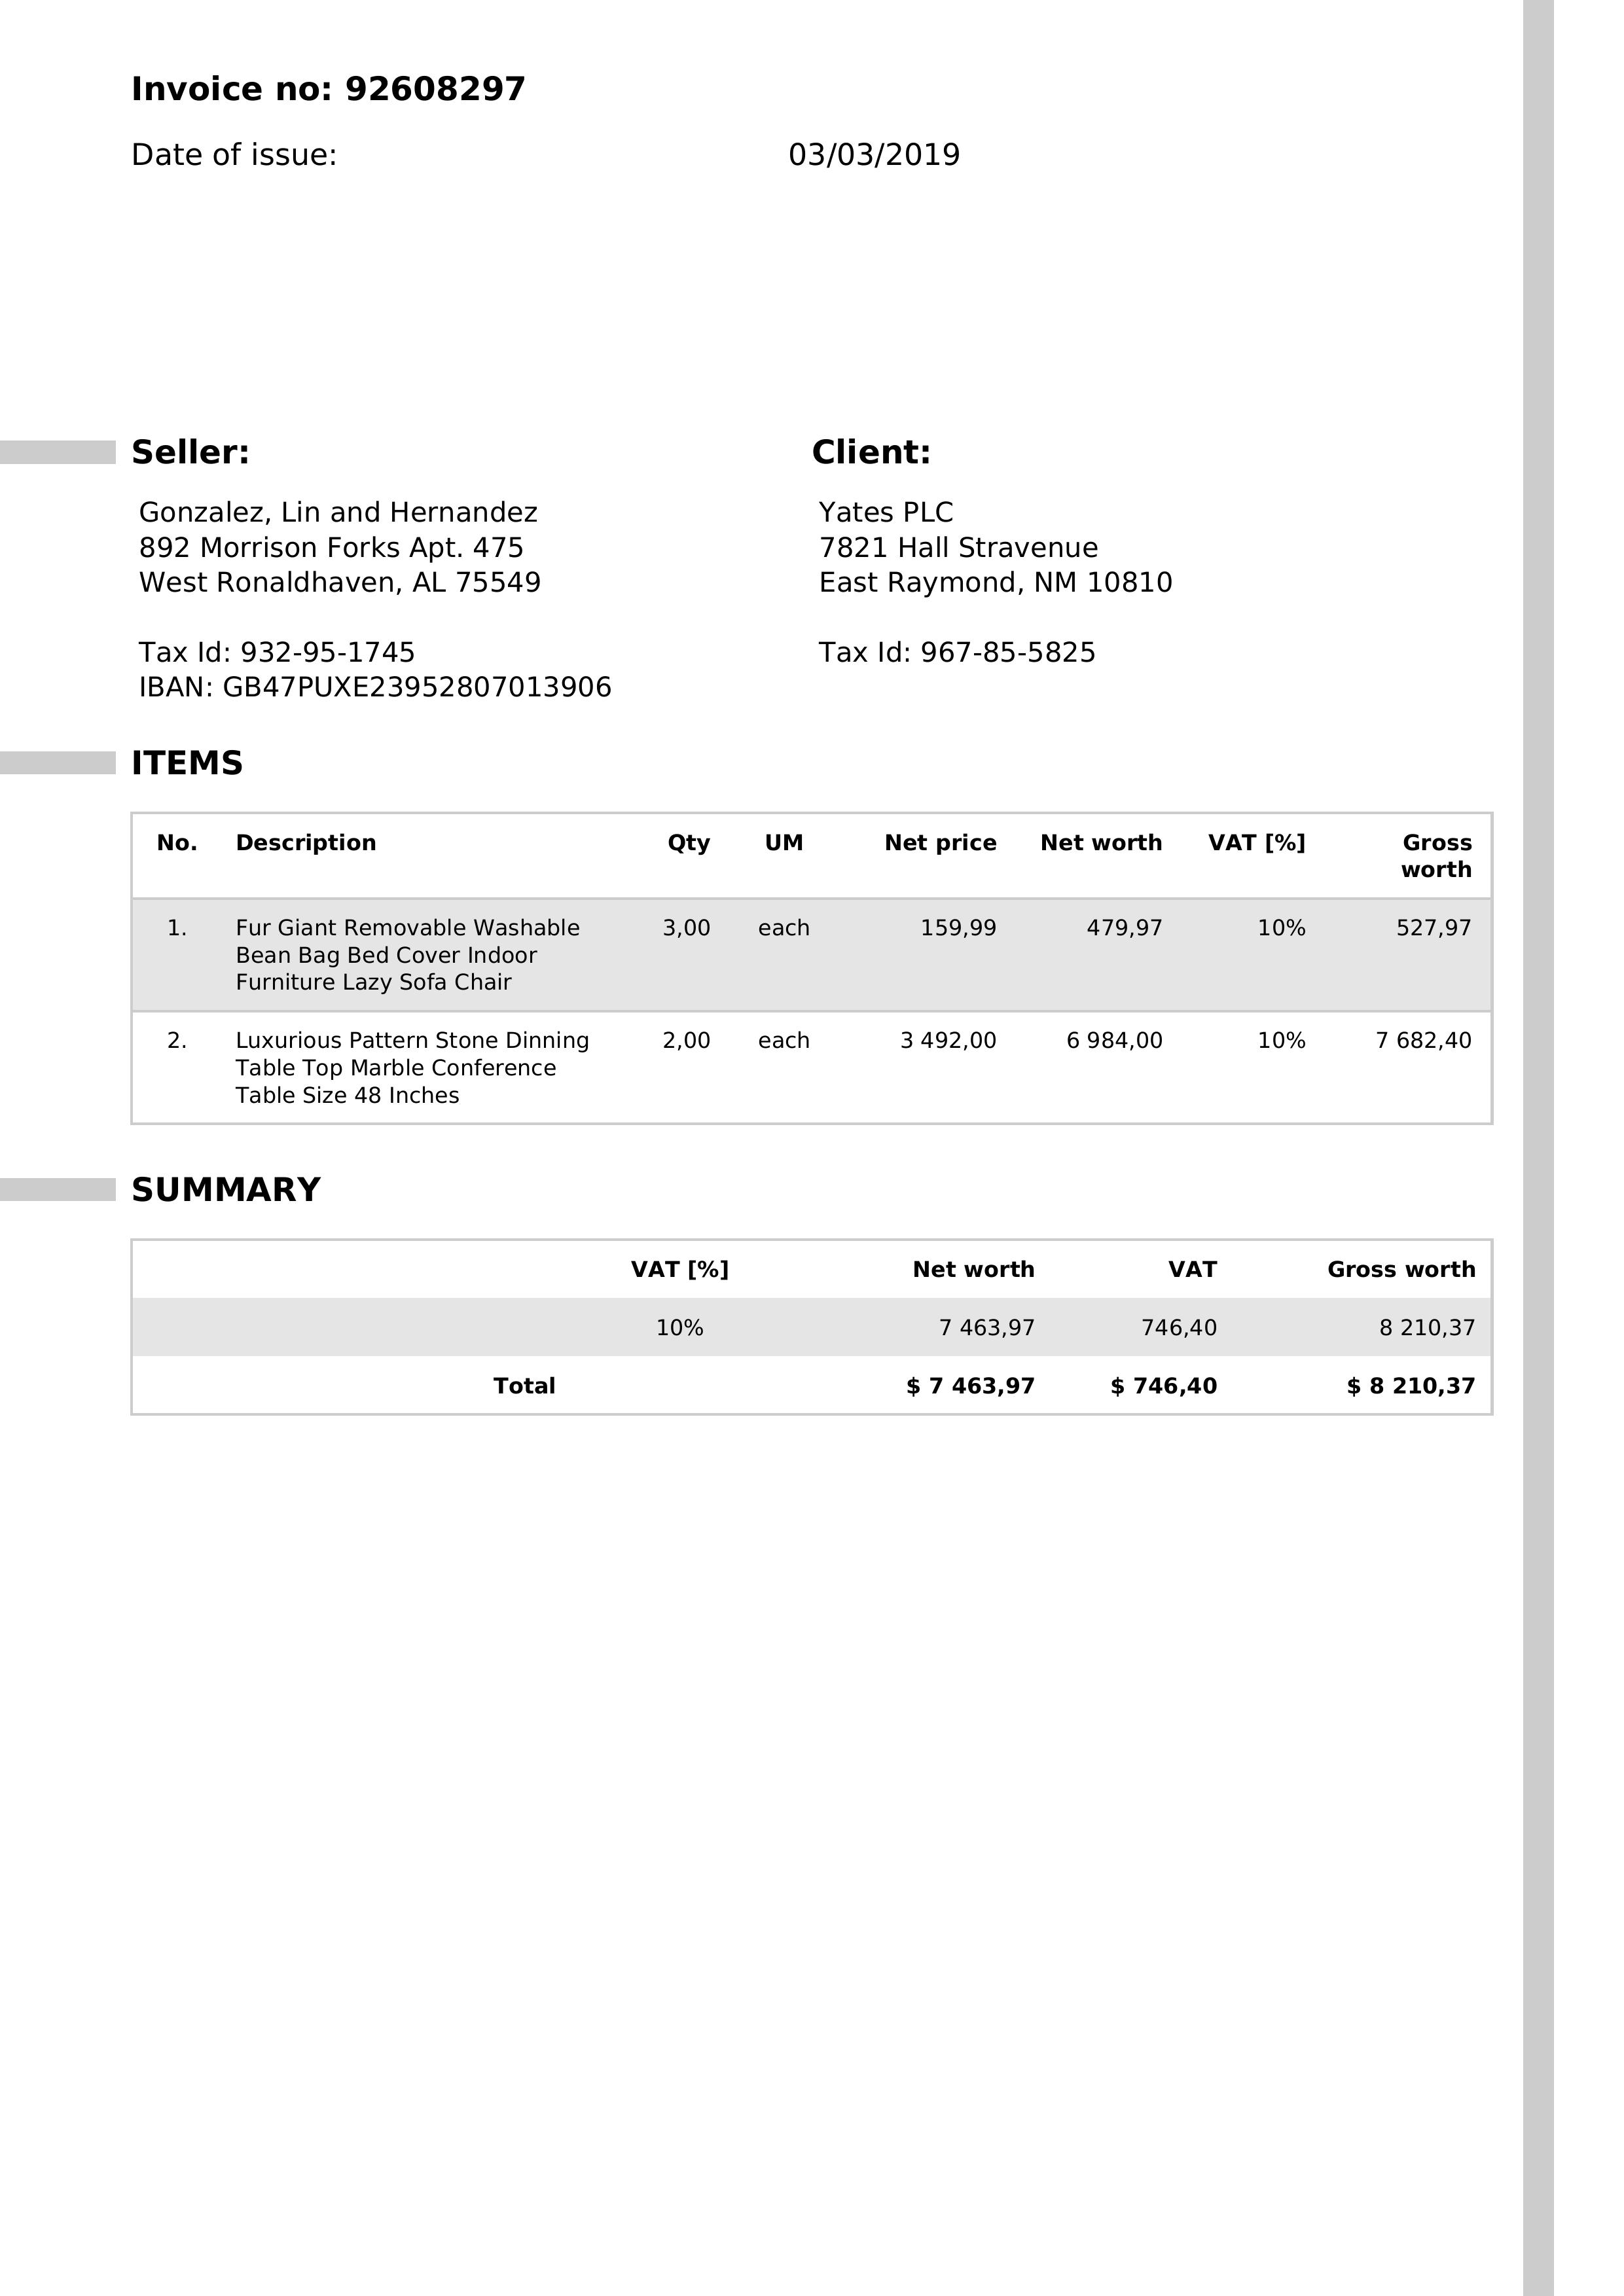 Invoice no: 92608297
Date of issue: 03/03/2019
Seller:
Gonzalez, Lin and Hernandez
892 Morrison Forks Apt. 475
West Ronaldhaven, AL 75549
Tax Id: 932-95-1745
IBAN: GB47PUXE23952807013906
Client:
Yates PLC
7821 Hall Stravenue
East Raymond, NM 10810
Tax Id: 967-85-5825
ITEMS
No. Description Qty UM Net price Net worth VAT [%] Gross
worth
1. Fur Giant Removable Washable 3,00 each 159,99 479,97 10% 527,97
Bean Bag Bed Cover Indoor
Furniture Lazy Sofa Chair
2. Luxurious Pattern Stone Dinning 2,00 each 3 492,00 6 984,00 10% 7 682,40
Table Top Marble Conference
Table Size 48 Inches
SUMMARY
VAT [%] Net worth VAT Gross worth
10% 7 463,97 746,40 8 210,37
Total $ 7 463,97 $ 746,40 $ 8 210,37